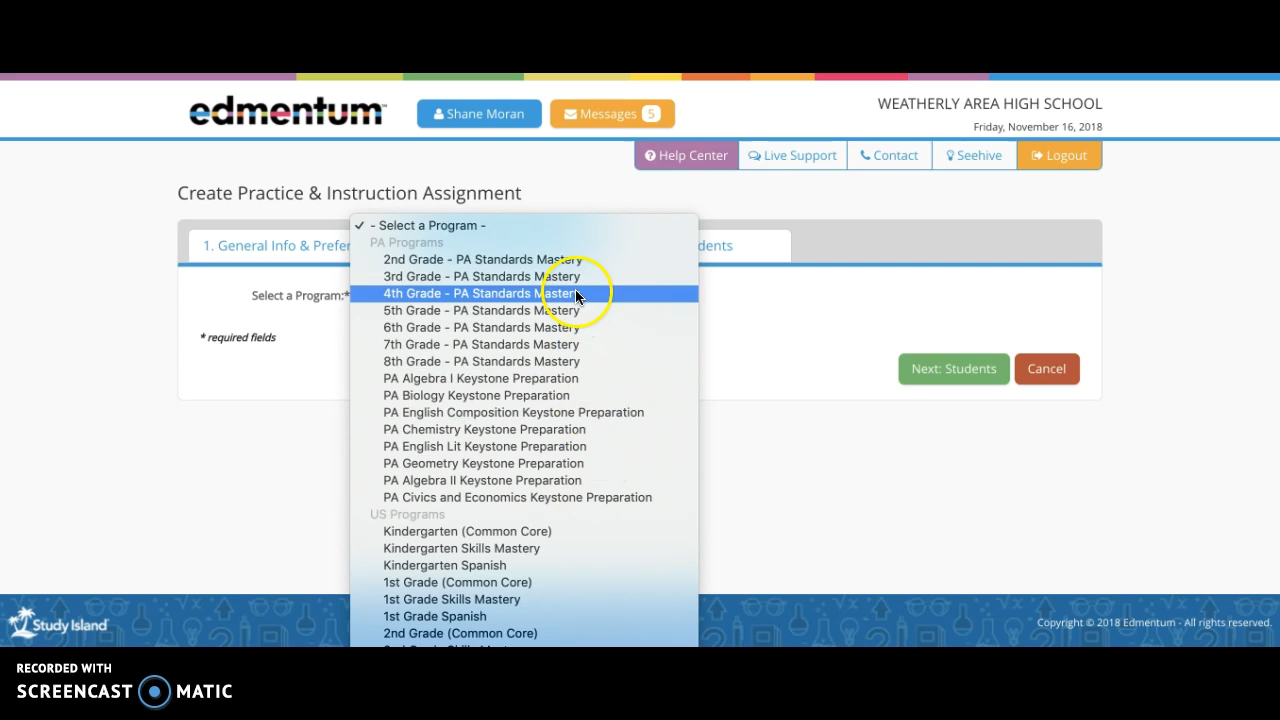 edmentum™
Shane Moran
Messages 5
WEATHERLY AREA HIGH SCHOOL
Friday, November 16, 2018
Help Center
Live Support
Contact
Seehive
Logout
Create Practice & Instruction Assignment
1. General Info & Prefer
dents
Select a Program:*
* required fields
✓ - Select a Program -
PA Programs
2nd Grade - PA Standards Mastery
3rd Grade - PA Standards Mastery
4th Grade - PA Standards Mastery
5th Grade - PA Standards Mastery
6th Grade - PA Standards Mastery
7th Grade - PA Standards Mastery
8th Grade - PA Standards Mastery
PA Algebra I Keystone Preparation
PA Biology Keystone Preparation
PA English Composition Keystone Preparation
PA Chemistry Keystone Preparation
PA English Lit Keystone Preparation
PA Geometry Keystone Preparation
PA Algebra II Keystone Preparation
PA Civics and Economics Keystone Preparation
US Programs
Kindergarten (Common Core)
Kindergarten Skills Mastery
Kindergarten Spanish
1st Grade (Common Core)
1st Grade Skills Mastery
1st Grade Spanish
2nd Grade (Common Core)
Next: Students
Cancel
Study Island
Copyright © 2018 Edmentum - All rights reserved.
RECORDED WITH
SCREENCAST MATIC